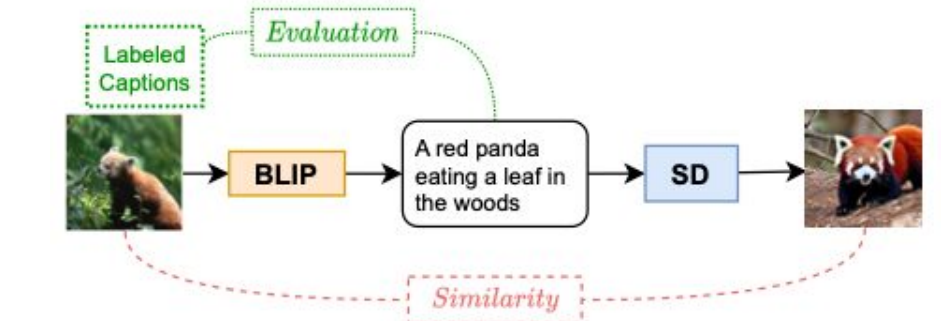 Evaluation
Labeled
Captions
BLIP
A red panda
eating a leaf in
the woods
SD
Similarity